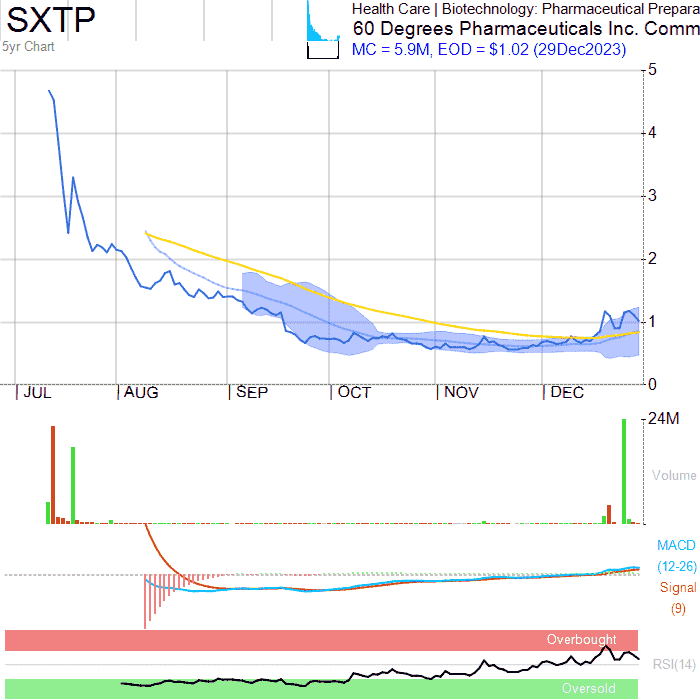 SXTP
5yr Chart
Health Care | Biotechnology: Pharmaceutical Prepara
60 Degrees Pharmaceuticals Inc. Comm
MC = 5.9M, EOD = $1.02 (29Dec2023)
5
4
3
2
1
0
JUL
AUG
SEP
OCT
NOV
DEC
24M
Volume
MACD
(12-26)
Signal
(9)
Overbought
RSI(14)
Oversold